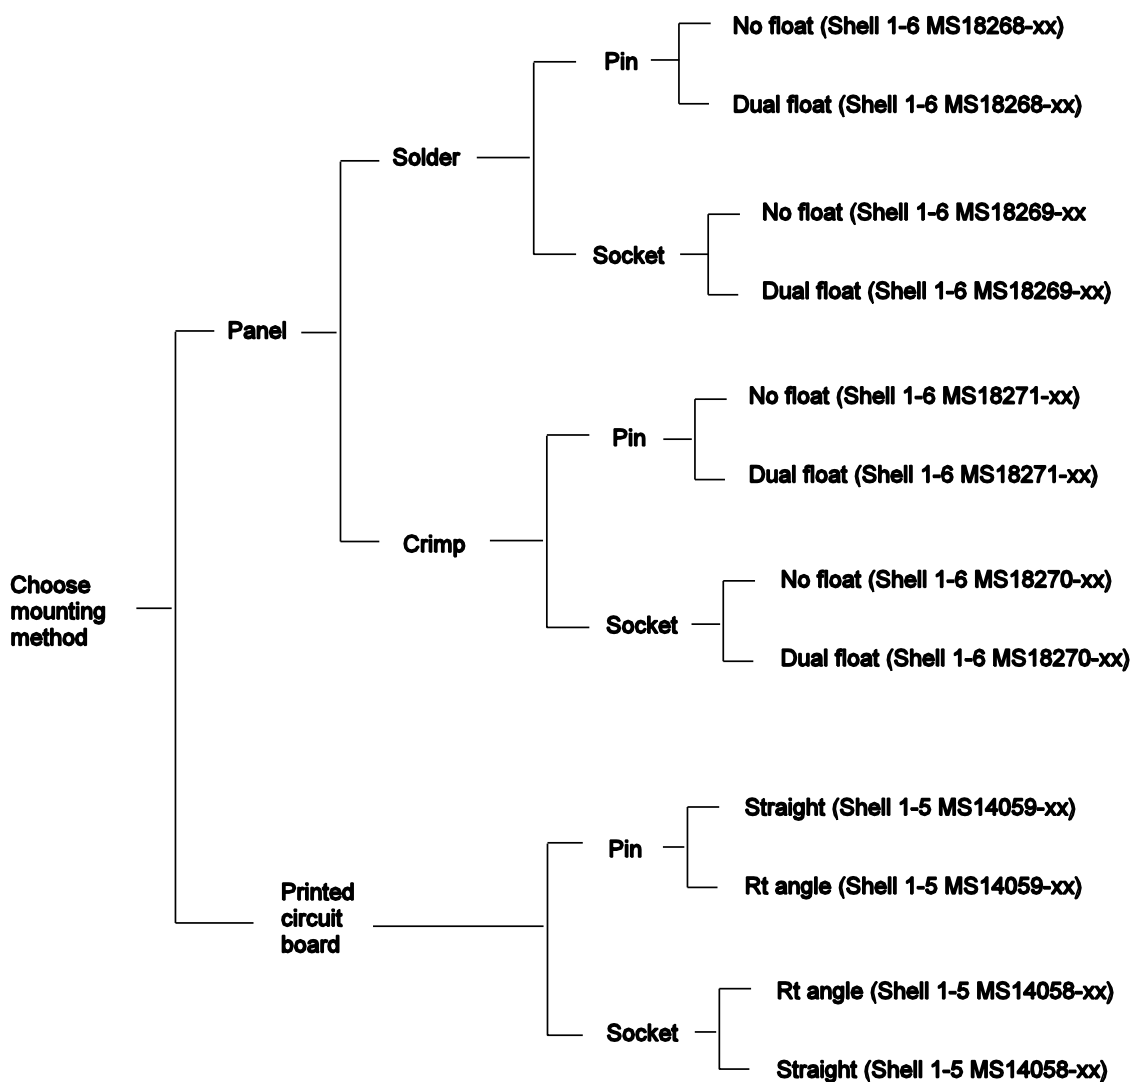 No float (Shell 1-6 MS18268-xx)
Pin
Dual float (Shell 1-6 MS18268-xx)
Solder
No float (Shell 1-6 MS18269-xx
Socket
Dual float (Shell 1-6 MS18269-xx)
Panel
No float (Shell 1-6 MS18271-xx)
Pin
Dual float (Shell 1-6 MS18271-xx)
Crimp
No float (Shell 1-6 MS18270-xx)
Socket
Dual float (Shell 1-6 MS18270-xx)
Choose
mounting
method
Straight (Shell 1-5 MS14059-xx)
Pin
Rt angle (Shell 1-5 MS14059-xx)
Printed
circuit
board
Rt angle (Shell 1-5 MS14058-xx)
Socket
Straight (Shell 1-5 MS14058-xx)